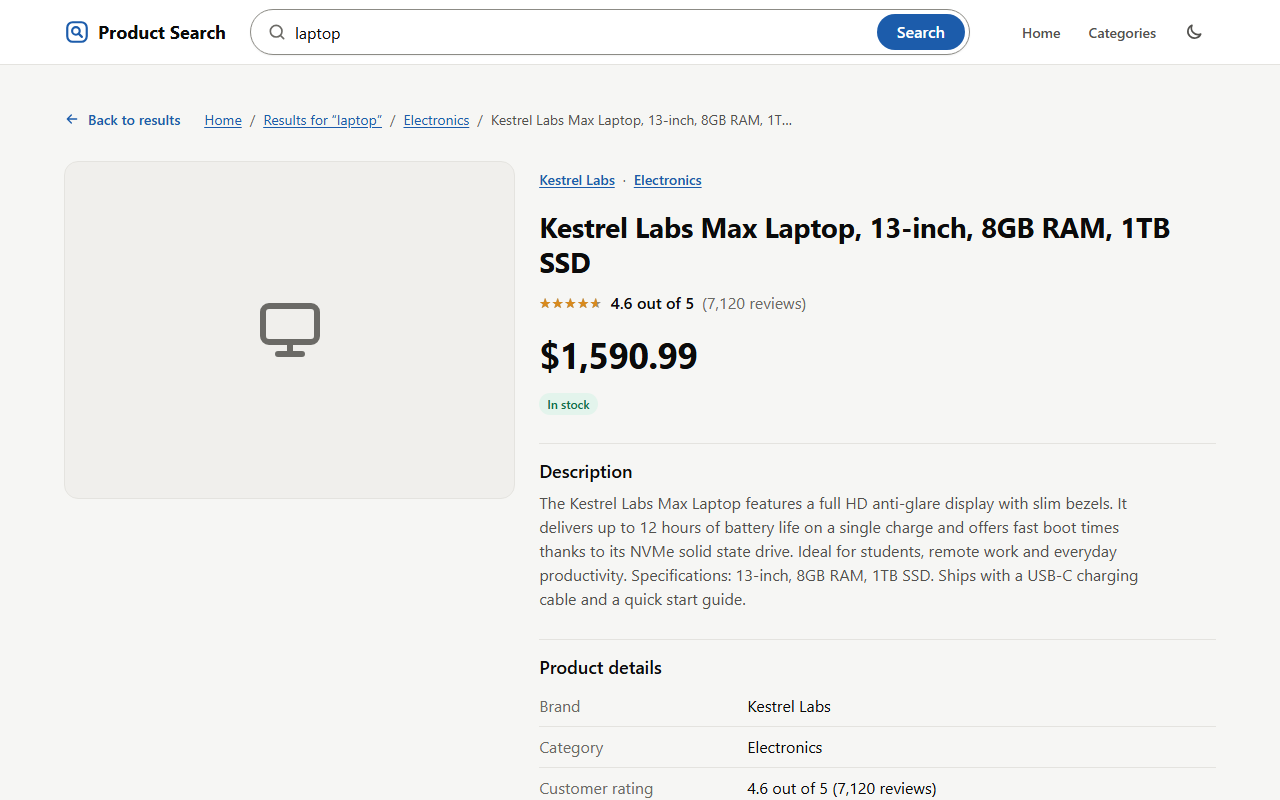 Product Search
laptop
Search
Home
Categories
Back to results
Home / Results for “laptop” / Electronics / Kestrel Labs Max Laptop, 13-inch, 8GB RAM, 1T...
Kestrel Labs · Electronics
Kestrel Labs Max Laptop, 13-inch, 8GB RAM, 1TB
SSD
4.6 out of 5 (7,120 reviews)
$1,590.99
In stock
Description
The Kestrel Labs Max Laptop features a full HD anti-glare display with slim bezels. It
delivers up to 12 hours of battery life on a single charge and offers fast boot times
thanks to its NVMe solid state drive. Ideal for students, remote work and everyday
productivity. Specifications: 13-inch, 8GB RAM, 1TB SSD. Ships with a USB-C charging
cable and a quick start guide.
Product details
Brand Kestrel Labs
Category Electronics
Customer rating 4.6 out of 5 (7,120 reviews)